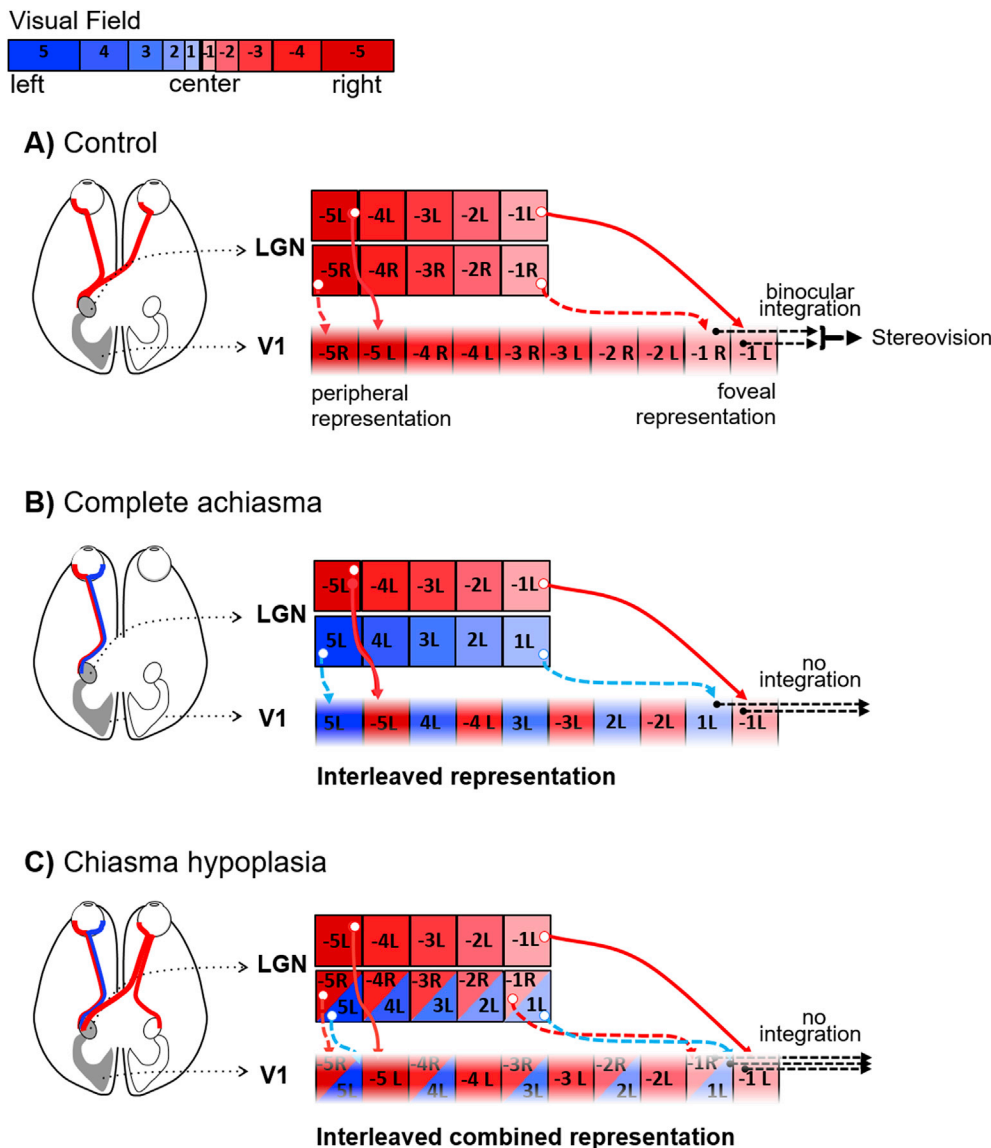 Visual Field
5 4 3 2 1 -1 -2 -3 -4 -5
left center right
A) Control
LGN
-5L -4L -3L -2L -1L
-5R -4R -3R -2R -1R
binocular
integration
Stereovision
V1
-5R -5 L -4 R -4 L -3 R -3 L -2 R -2 L -1 R -1 L
peripheral
representation
foveal
representation
B) Complete achiasma
LGN
-5L -4L -3L -2L -1L
5L 4L 3L 2L 1L
no
integration
V1
5L -5L 4L -4 L 3L -3L 2L -2L 1L -1L
Interleaved representation
C) Chiasma hypoplasia
LGN
-5L -4L -3L -2L -1L
-5R -4R -3R -2R -1R
5L 4L 3L 2L 1L
no
integration
V1
-5R -4R -3R -2R -1R
-5 L -4 L -3 L -2L -1 L
5L 4L 3L 2L 1L
Interleaved combined representation